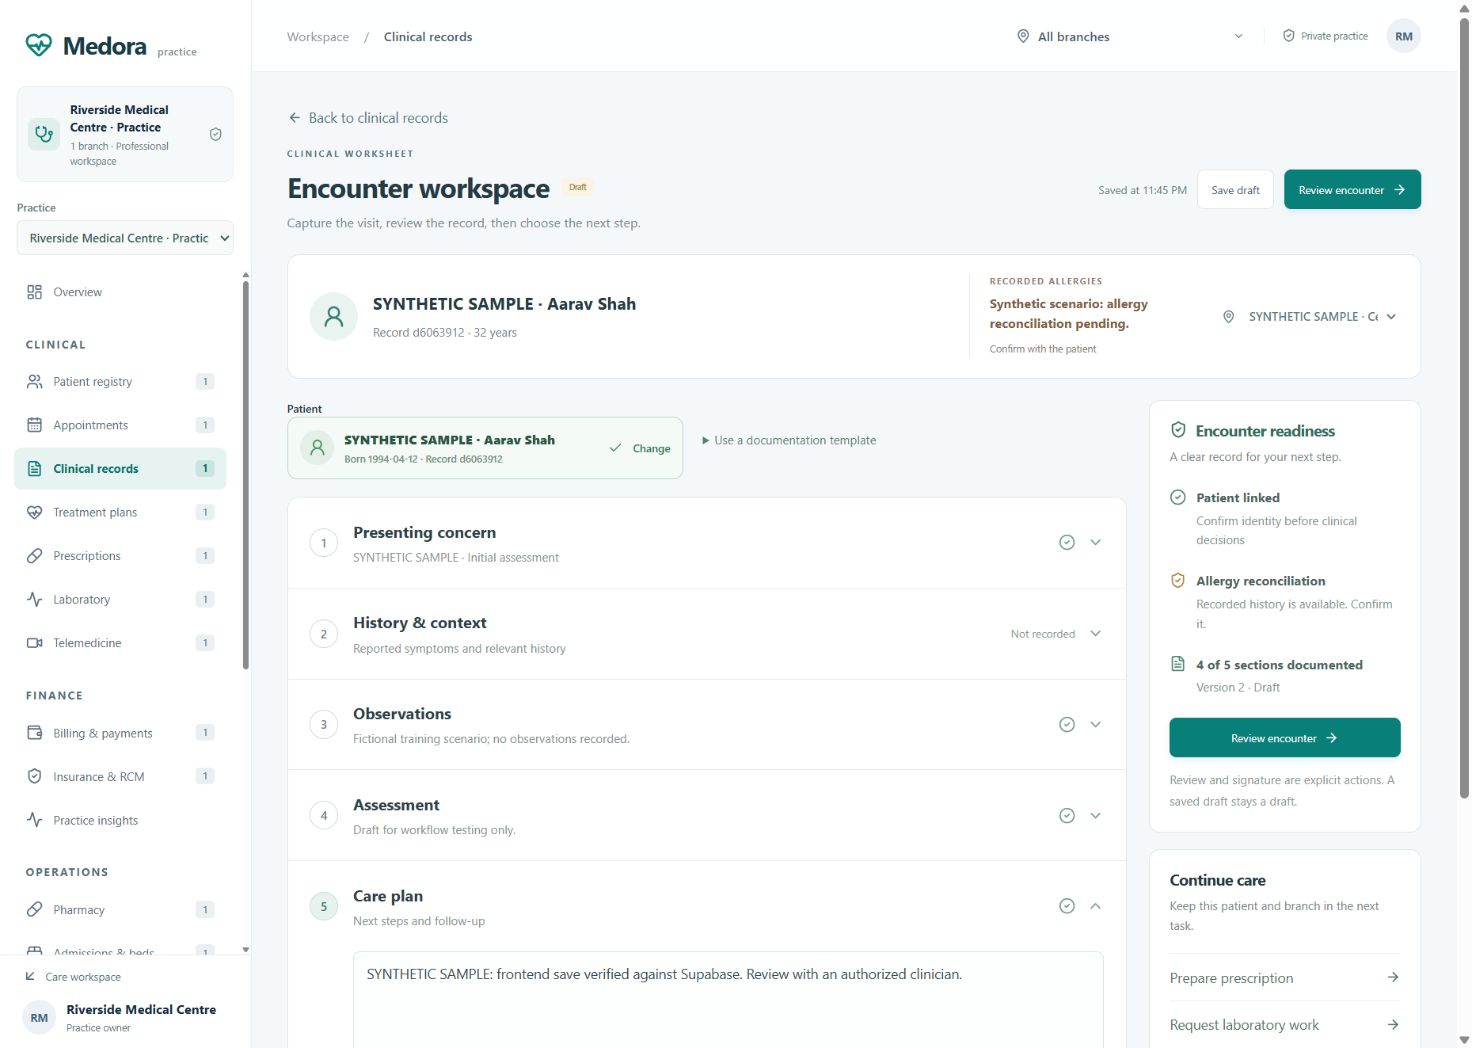 Medora practice
Riverside Medical
Centre · Practice
1 branch · Professional
workspace
Practice
Riverside Medical Centre · Practic
Overview
CLINICAL
Patient registry 1
Appointments 1
Clinical records 1
Treatment plans 1
Prescriptions 1
Laboratory 1
Telemedicine 1
FINANCE
Billing & payments 1
Insurance & RCM 1
Practice insights
OPERATIONS
Pharmacy 1
Admissions & beds 1
Care workspace
RM
Riverside Medical Centre
Practice owner
Workspace / Clinical records
All branches
Private practice
RM
Back to clinical records
CLINICAL WORKSHEET
Encounter workspace Draft
Capture the visit, review the record, then choose the next step.
Saved at 11:45 PM
Save draft
Review encounter
SYNTHETIC SAMPLE · Aarav Shah
Record d6063912 · 32 years
RECORDED ALLERGIES
Synthetic scenario: allergy
reconciliation pending.
Confirm with the patient
SYNTHETIC SAMPLE · Ce
Patient
SYNTHETIC SAMPLE · Aarav Shah
Born 1994-04-12 · Record d6063912
Change
Use a documentation template
1 Presenting concern
SYNTHETIC SAMPLE · Initial assessment
2 History & context
Reported symptoms and relevant history
Not recorded
3 Observations
Fictional training scenario; no observations recorded.
4 Assessment
Draft for workflow testing only.
5 Care plan
Next steps and follow-up
SYNTHETIC SAMPLE: frontend save verified against Supabase. Review with an authorized clinician.
Encounter readiness
A clear record for your next step.
Patient linked
Confirm identity before clinical
decisions
Allergy reconciliation
Recorded history is available. Confirm
it.
4 of 5 sections documented
Version 2 · Draft
Review encounter
Review and signature are explicit actions. A
saved draft stays a draft.
Continue care
Keep this patient and branch in the next
task.
Prepare prescription
Request laboratory work